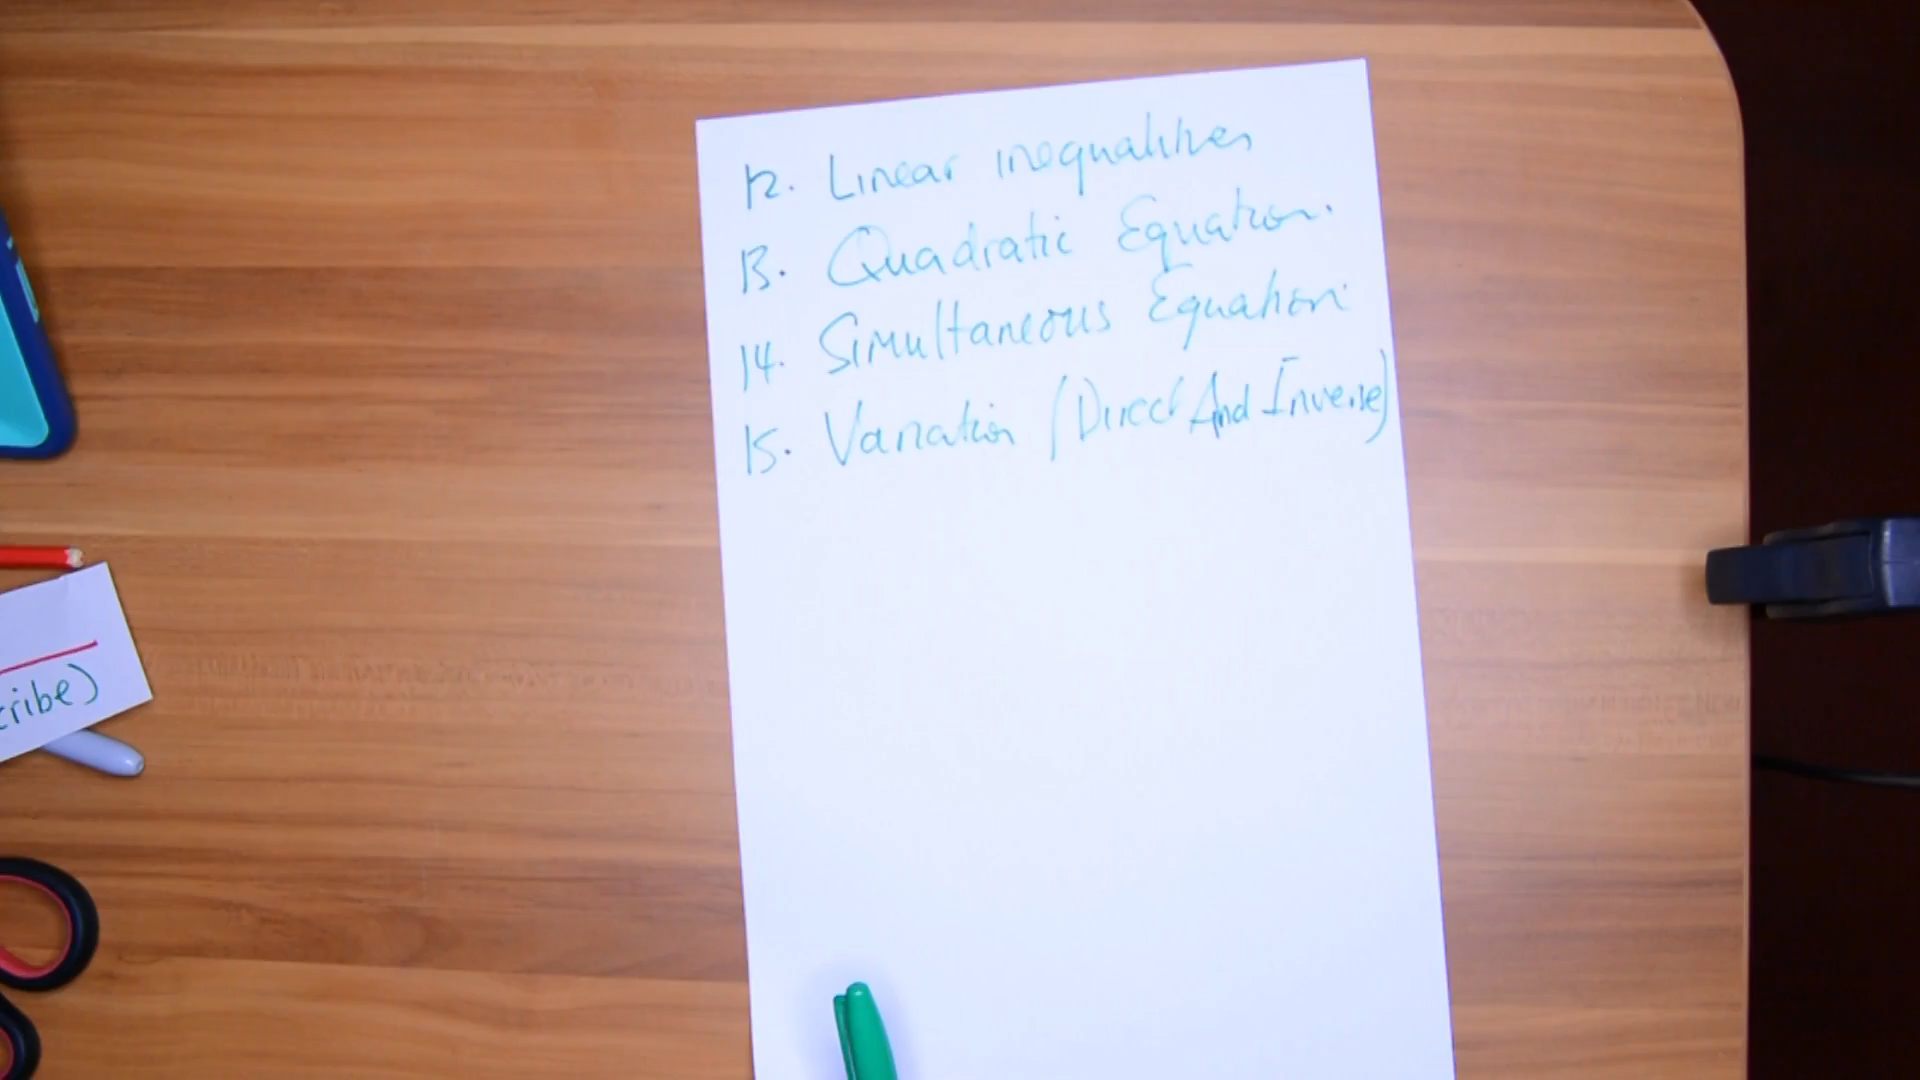 12. Linear inequalities
13. Quadratic Equation.
14. Simultaneous Equation.
15. Variation (Direct And Inverse)
cribe)